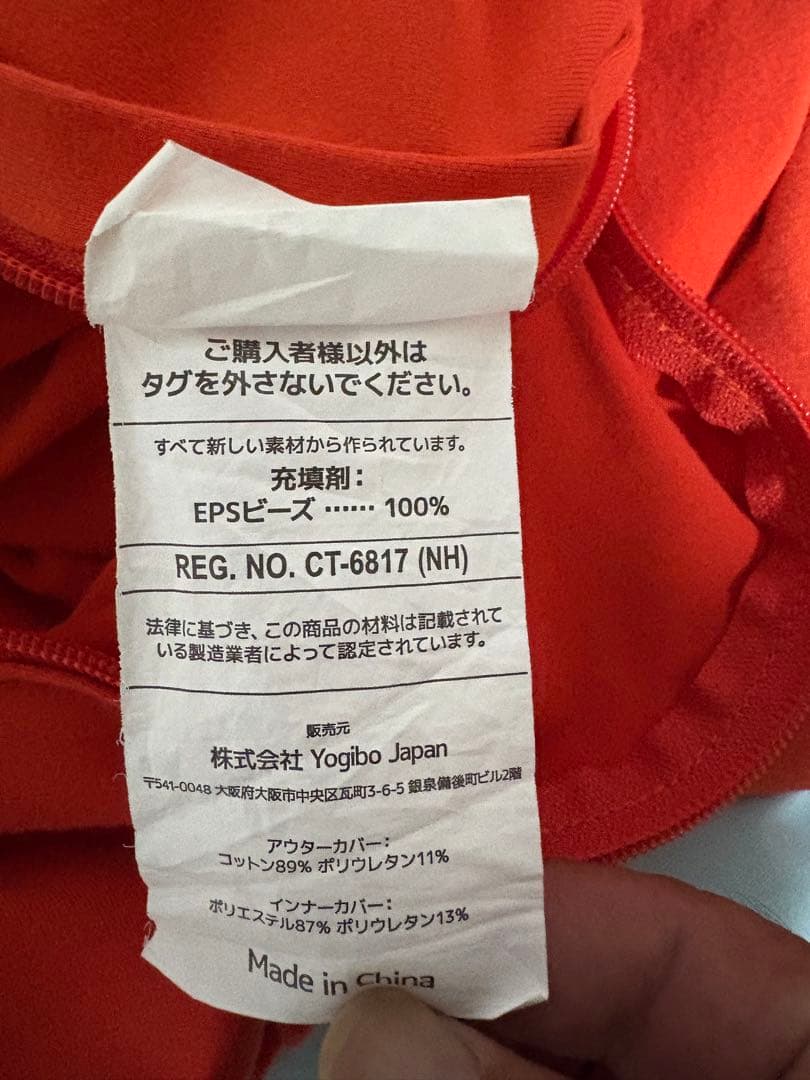 ご購入者様以外は
タグを外さないでください。
すべて新しい素材から作られています。
充填剤：
EPSビーズ …… 100%
REG. NO. CT-6817 (NH)
法律に基づき、この商品の材料は記載されて
いる製造業者によって認定されています。
販売元
株式会社 Yogibo Japan
〒541-0048 大阪府大阪市中央区瓦町3-6-5 銀泉備後町ビル2階
アウターカバー：
コットン89% ポリウレタン11%
インナーカバー：
ポリエステル87% ポリウレタン13%
Made in China